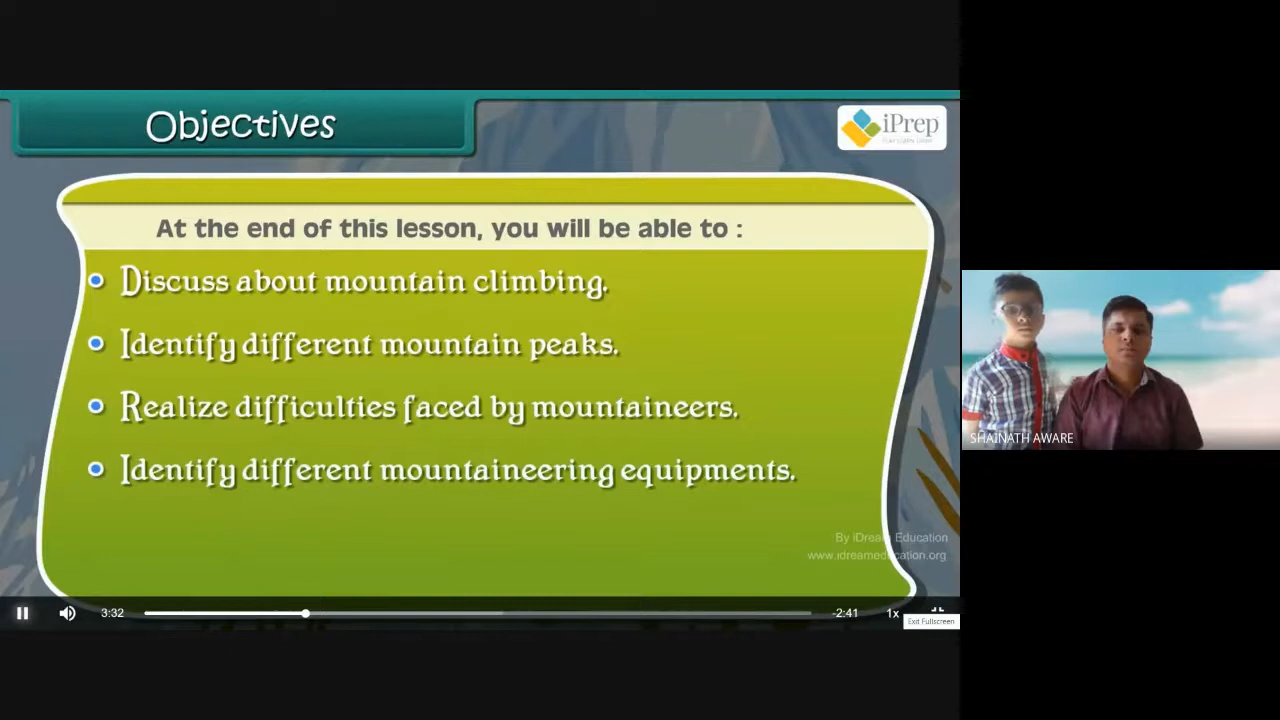 Objectives
iPrep
At the end of this lesson, you will be able to :
Discuss about mountain climbing.
Identify different mountain peaks.
Realize difficulties faced by mountaineers.
Identify different mountaineering equipments.
By iDream Education
www.idreameducation.org
3:32
-2:41
1x
Exit Fullscreen
SHAINATH AWARE